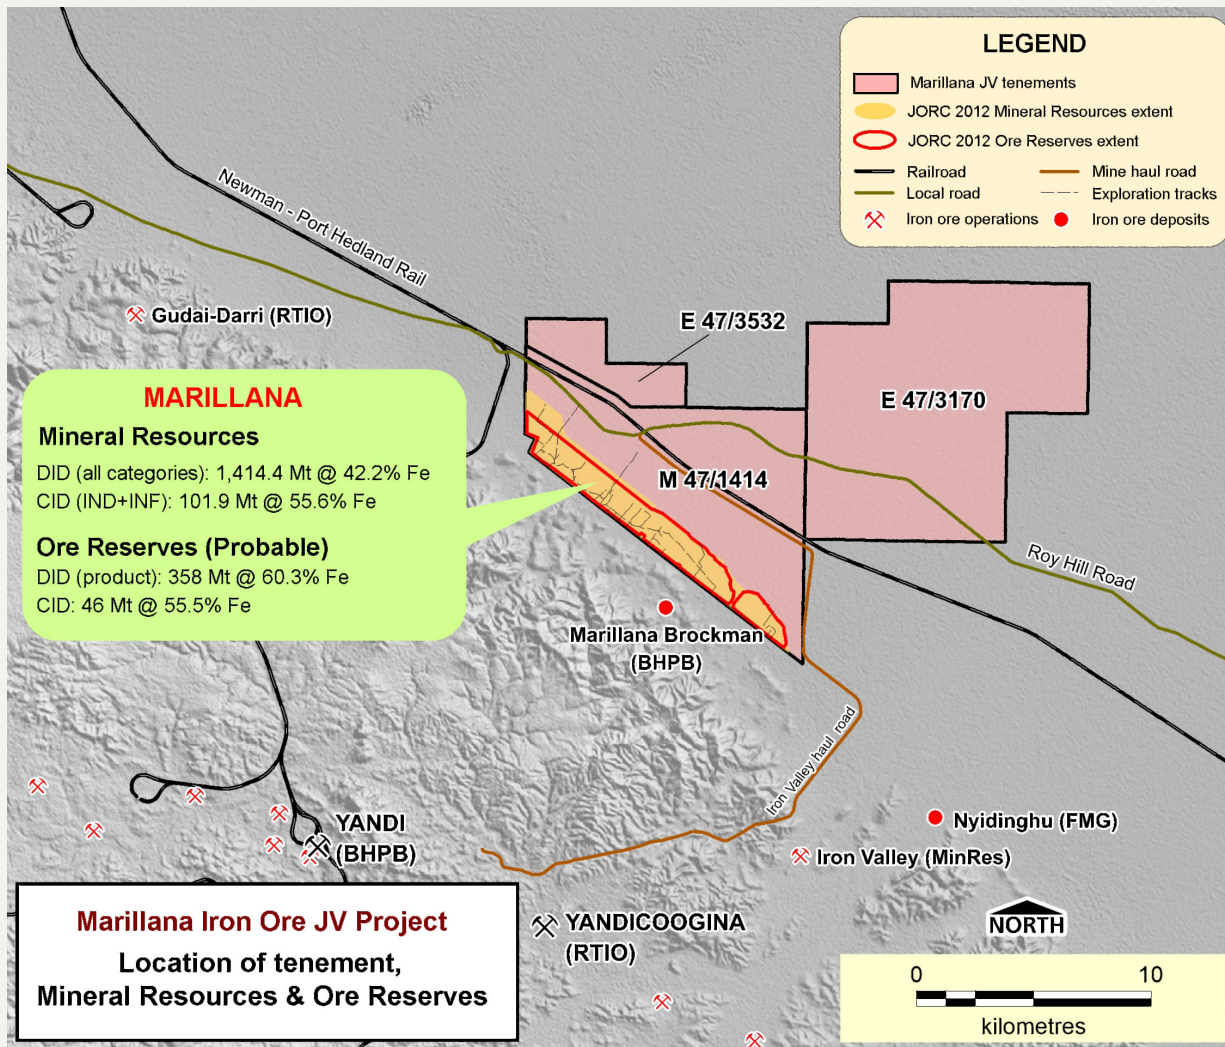 LEGEND
Marillana JV tenements
JORC 2012 Mineral Resources extent
JORC 2012 Ore Reserves extent
Railroad
Mine haul road
Local road
Exploration tracks
Iron ore operations
Iron ore deposits
Newman - Port Hedland Rail
Gudai-Darri (RTIO)
E 47/3532
E 47/3170
MARILLANA
Mineral Resources
DID (all categories): 1,414.4 Mt @ 42.2% Fe
CID (IND+INF): 101.9 Mt @ 55.6% Fe
Ore Reserves (Probable)
DID (product): 358 Mt @ 60.3% Fe
CID: 46 Mt @ 55.5% Fe
M 47/1414
Roy Hill Road
Marillana Brockman
(BHPB)
Iron Valley haul road
YANDI
(BHPB)
Nyidinghu (FMG)
Iron Valley (MinRes)
YANDICOOGINA
(RTIO)
NORTH
Marillana Iron Ore JV Project
Location of tenement,
Mineral Resources & Ore Reserves
0 10
kilometres